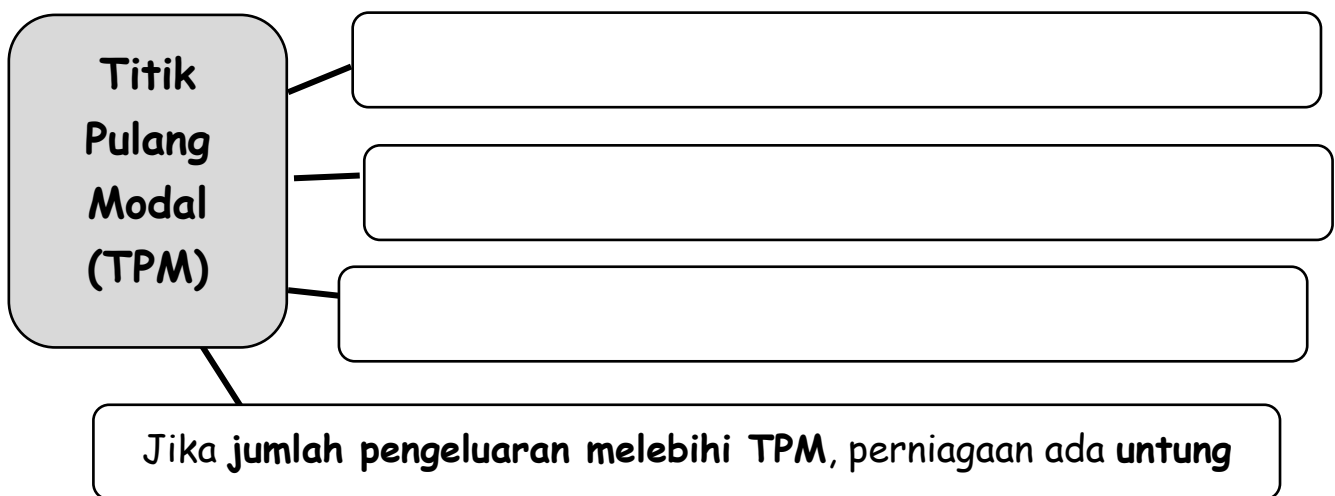 Titik
Pulang
Modal
(TPM)
Jika jumlah pengeluaran melebihi TPM, perniagaan ada untung